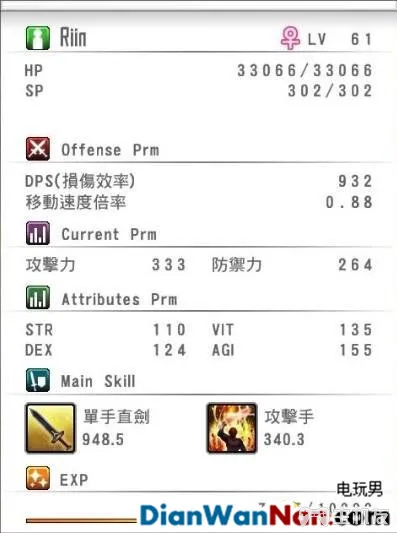 Riin LV 61
HP 33066/33066
SP 302/302
Offense Prm
DPS(損傷效率) 932
移動速度倍率 0.88
Current Prm
攻擊力 333 防禦力 264
Attributes Prm
STR 110 VIT 135
DEX 124 AGI 155
Main Skill
單手直劍 攻擊手
948.5 340.3
EXP
电玩男
DianWanNan.com